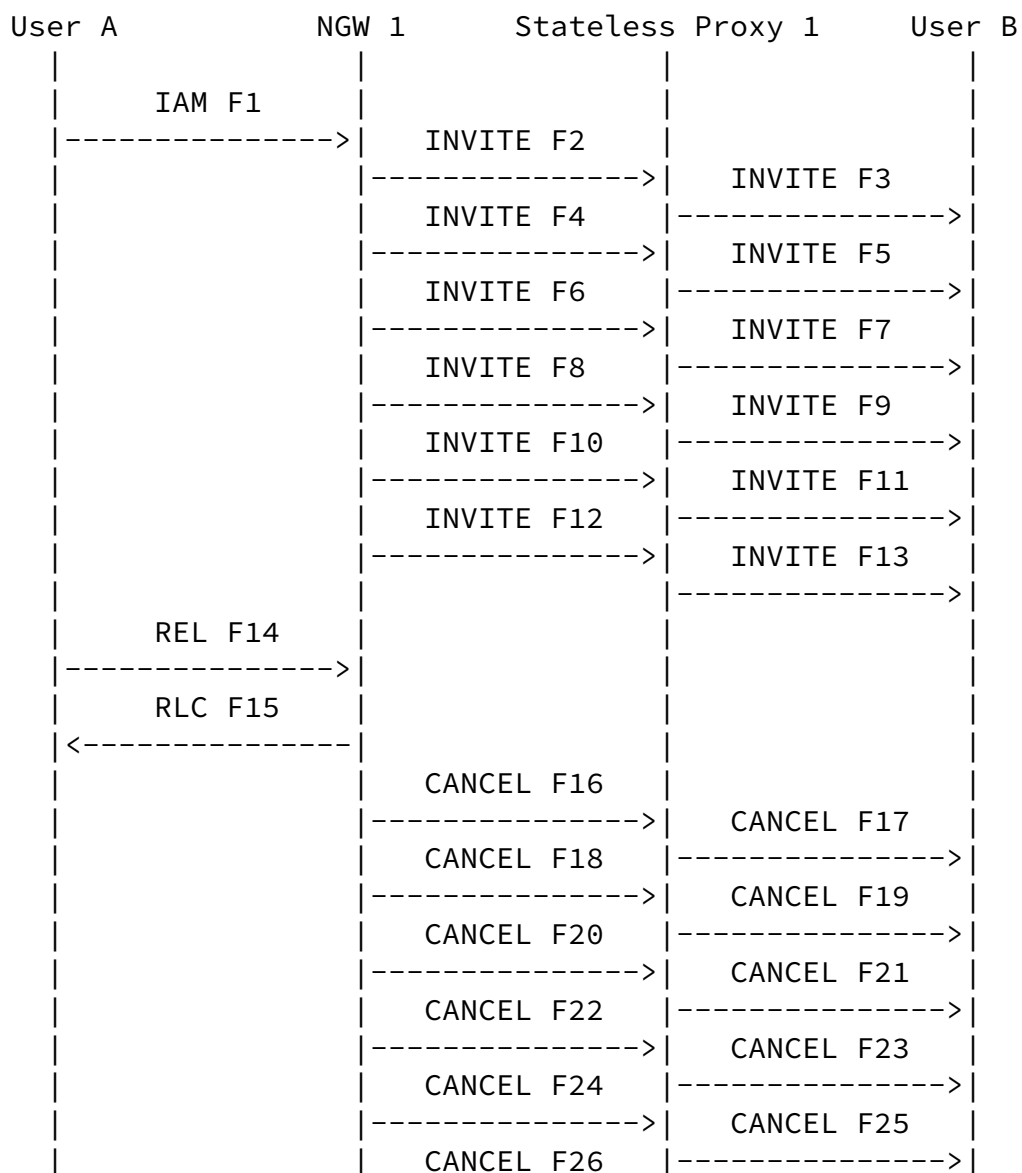 User A NGW 1 Stateless Proxy 1 User B
IAM F1
INVITE F2
INVITE F3
INVITE F4
INVITE F5
INVITE F6
INVITE F7
INVITE F8
INVITE F9
INVITE F10
INVITE F11
INVITE F12
INVITE F13
REL F14
RLC F15
CANCEL F16
CANCEL F17
CANCEL F18
CANCEL F19
CANCEL F20
CANCEL F21
CANCEL F22
CANCEL F23
CANCEL F24
CANCEL F25
CANCEL F26